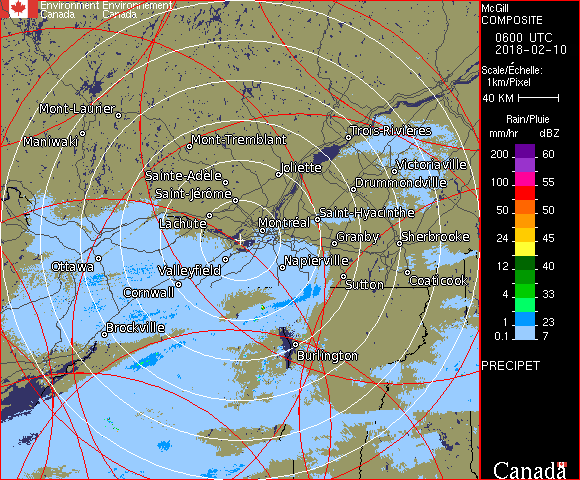 Environment Environnement
Canada Canada
McGill
COMPOSITE
0600 UTC
2018-02-10
Scale/Échelle:
1km/Pixel
40 KM
Rain/Pluie
mm/hr dBZ
200 60
100 55
50 50
24 45
12 40
4 33
1 23
0.1 7
PRECIPET
Mont-Laurier
Maniwaki
Mont-Tremblant
Trois-Rivières
Joliette
Victoriaville
Sainte-Adèle
Drummondville
Saint-Jérôme
Lachute
Saint-Hyacinthe
Montréal
Granby
Sherbrooke
Ottawa
Valleyfield
Napierville
Cornwall
Sutton
Coaticook
Brockville
Burlington
Canada